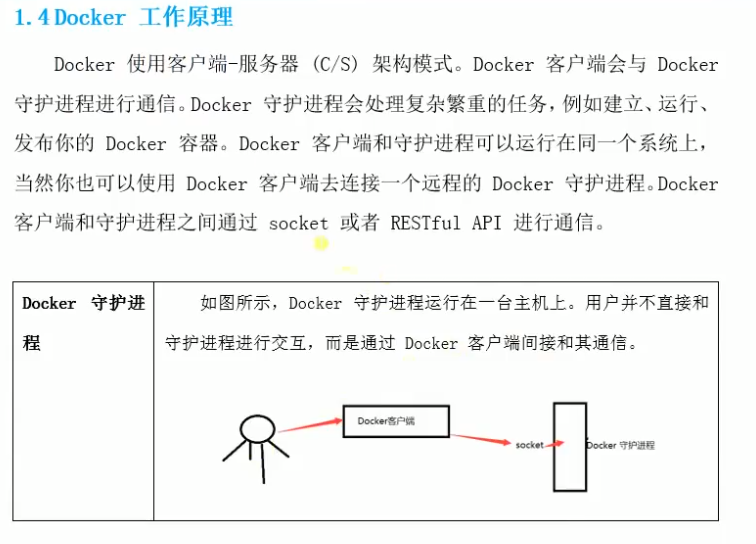 1.4 Docker 工作原理
Docker 使用客户端-服务器 (C/S) 架构模式。Docker 客户端会与 Docker
守护进程进行通信。Docker 守护进程会处理复杂繁重的任务，例如建立、运行、
发布你的 Docker 容器。Docker 客户端和守护进程可以运行在同一个系统上，
当然你也可以使用 Docker 客户端去连接一个远程的 Docker 守护进程。Docker
客户端和守护进程之间通过 socket 或者 RESTful API 进行通信。
Docker 守护进
程
如图所示，Docker 守护进程运行在一台主机上。用户并不直接和
守护进程进行交互，而是通过 Docker 客户端间接和其通信。
Docker客户端
socket
Docker 守护进程